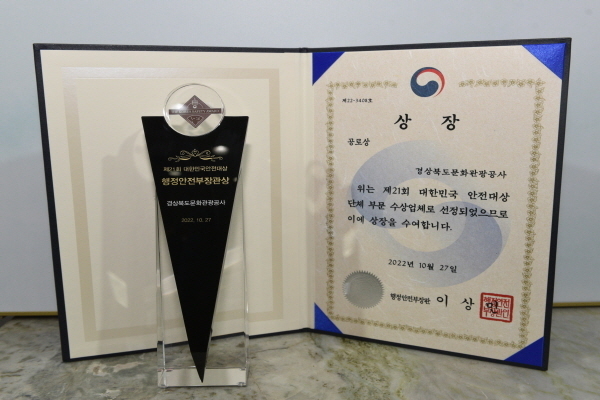 제21회 대한민국안전대상
행정안전부장관상
경상북도문화관광공사
2022. 10. 27
제22-5408호
상장
공로상
경상북도문화관광공사
위는 제21회 대한민국 안전대상
단체 부문 수상업체로 선정되었으므로
이에 상장을 수여합니다.
2022년 10월 27일
행정안전부장관 이상민